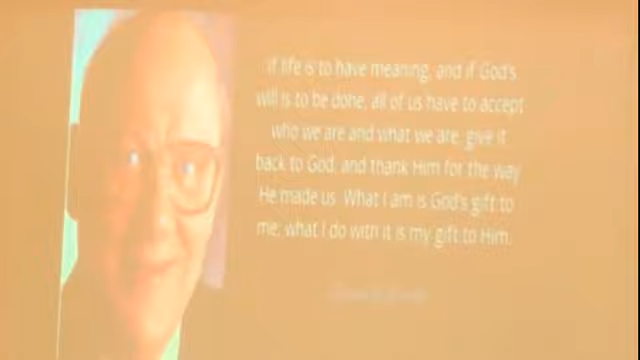 If life is to have meaning, and if God's
will is to be done, all of us have to accept
who we are and what we are, give it
back to God, and thank Him for the way
He made us. What I am is God's gift to
me; what I do with it is my gift to Him.